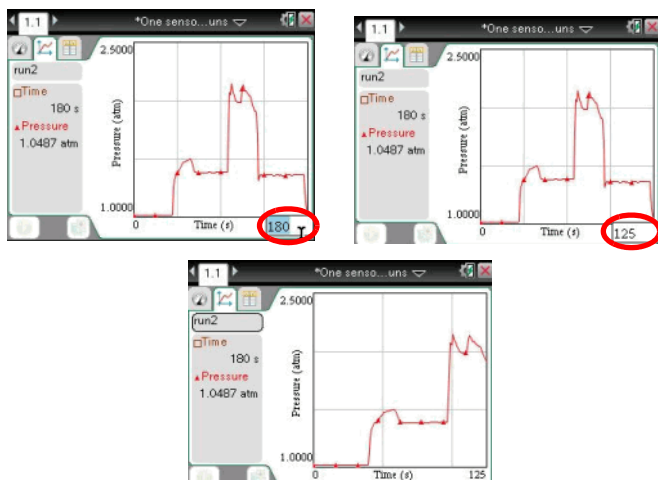 1.1 *One senso...uns
run2
Time
180 s
Pressure
1.0487 atm
2.5000
Pressure (atm)
1.0000
0 Time (s) 180
1.1 *One senso...uns
run2
Time
180 s
Pressure
1.0487 atm
2.5000
Pressure (atm)
1.0000
0 Time (s) 125
1.1 *One senso...uns
run2
Time
180 s
Pressure
1.0487 atm
2.5000
Pressure (atm)
1.0000
0 Time (s) 125